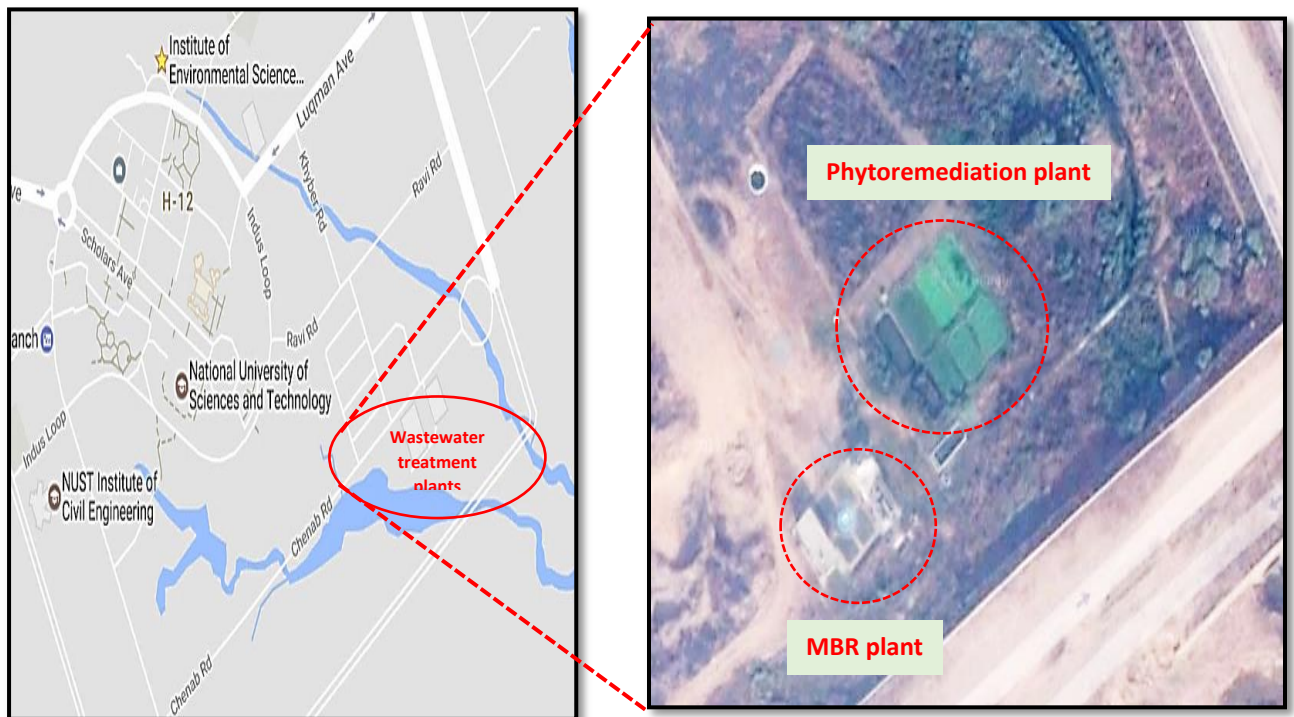 Institute of
Environmental Science...
Luqman Ave
Khyber Rd
Ravi Rd
ve
H-12
Scholars Ave
Indus Loop
Ravi Rd
anch
National University of
Sciences and Technology
Indus Loop
Wastewater
treatment
plants
NUST Institute of
Civil Engineering
Chenab Rd
Chenab Rd
Phytoremediation plant
MBR plant